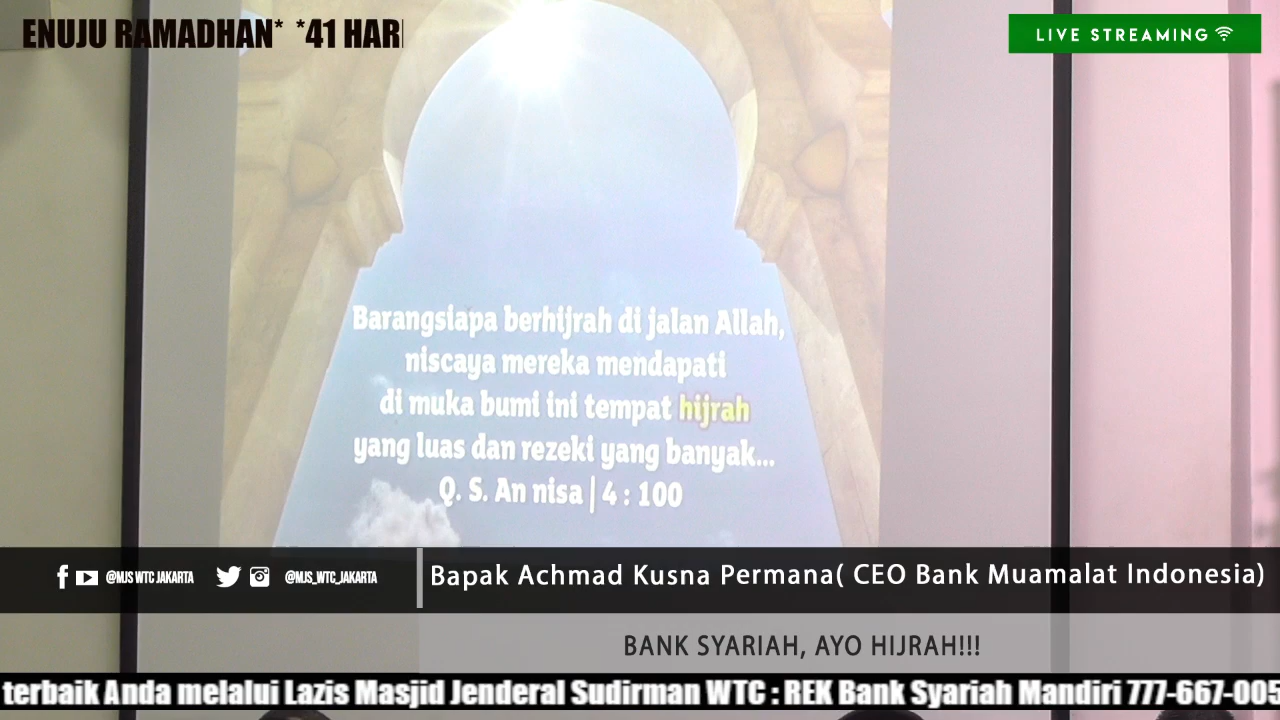 ENUJU RAMADHAN* *41 HARI
LIVE STREAMING
Barangsiapa berhijrah di jalan Allah,
niscaya mereka mendapati
di muka bumi ini tempat hijrah
yang luas dan rezeki yang banyak...
Q. S. An nisa | 4 : 100
@MJS WTC JAKARTA
@MJS_WTC_JAKARTA
Bapak Achmad Kusna Permana( CEO Bank Muamalat Indonesia)
BANK SYARIAH, AYO HIJRAH!!!
terbaik Anda melalui Lazis Masjid Jenderal Sudirman WTC : REK Bank Syariah Mandiri 777-667-005